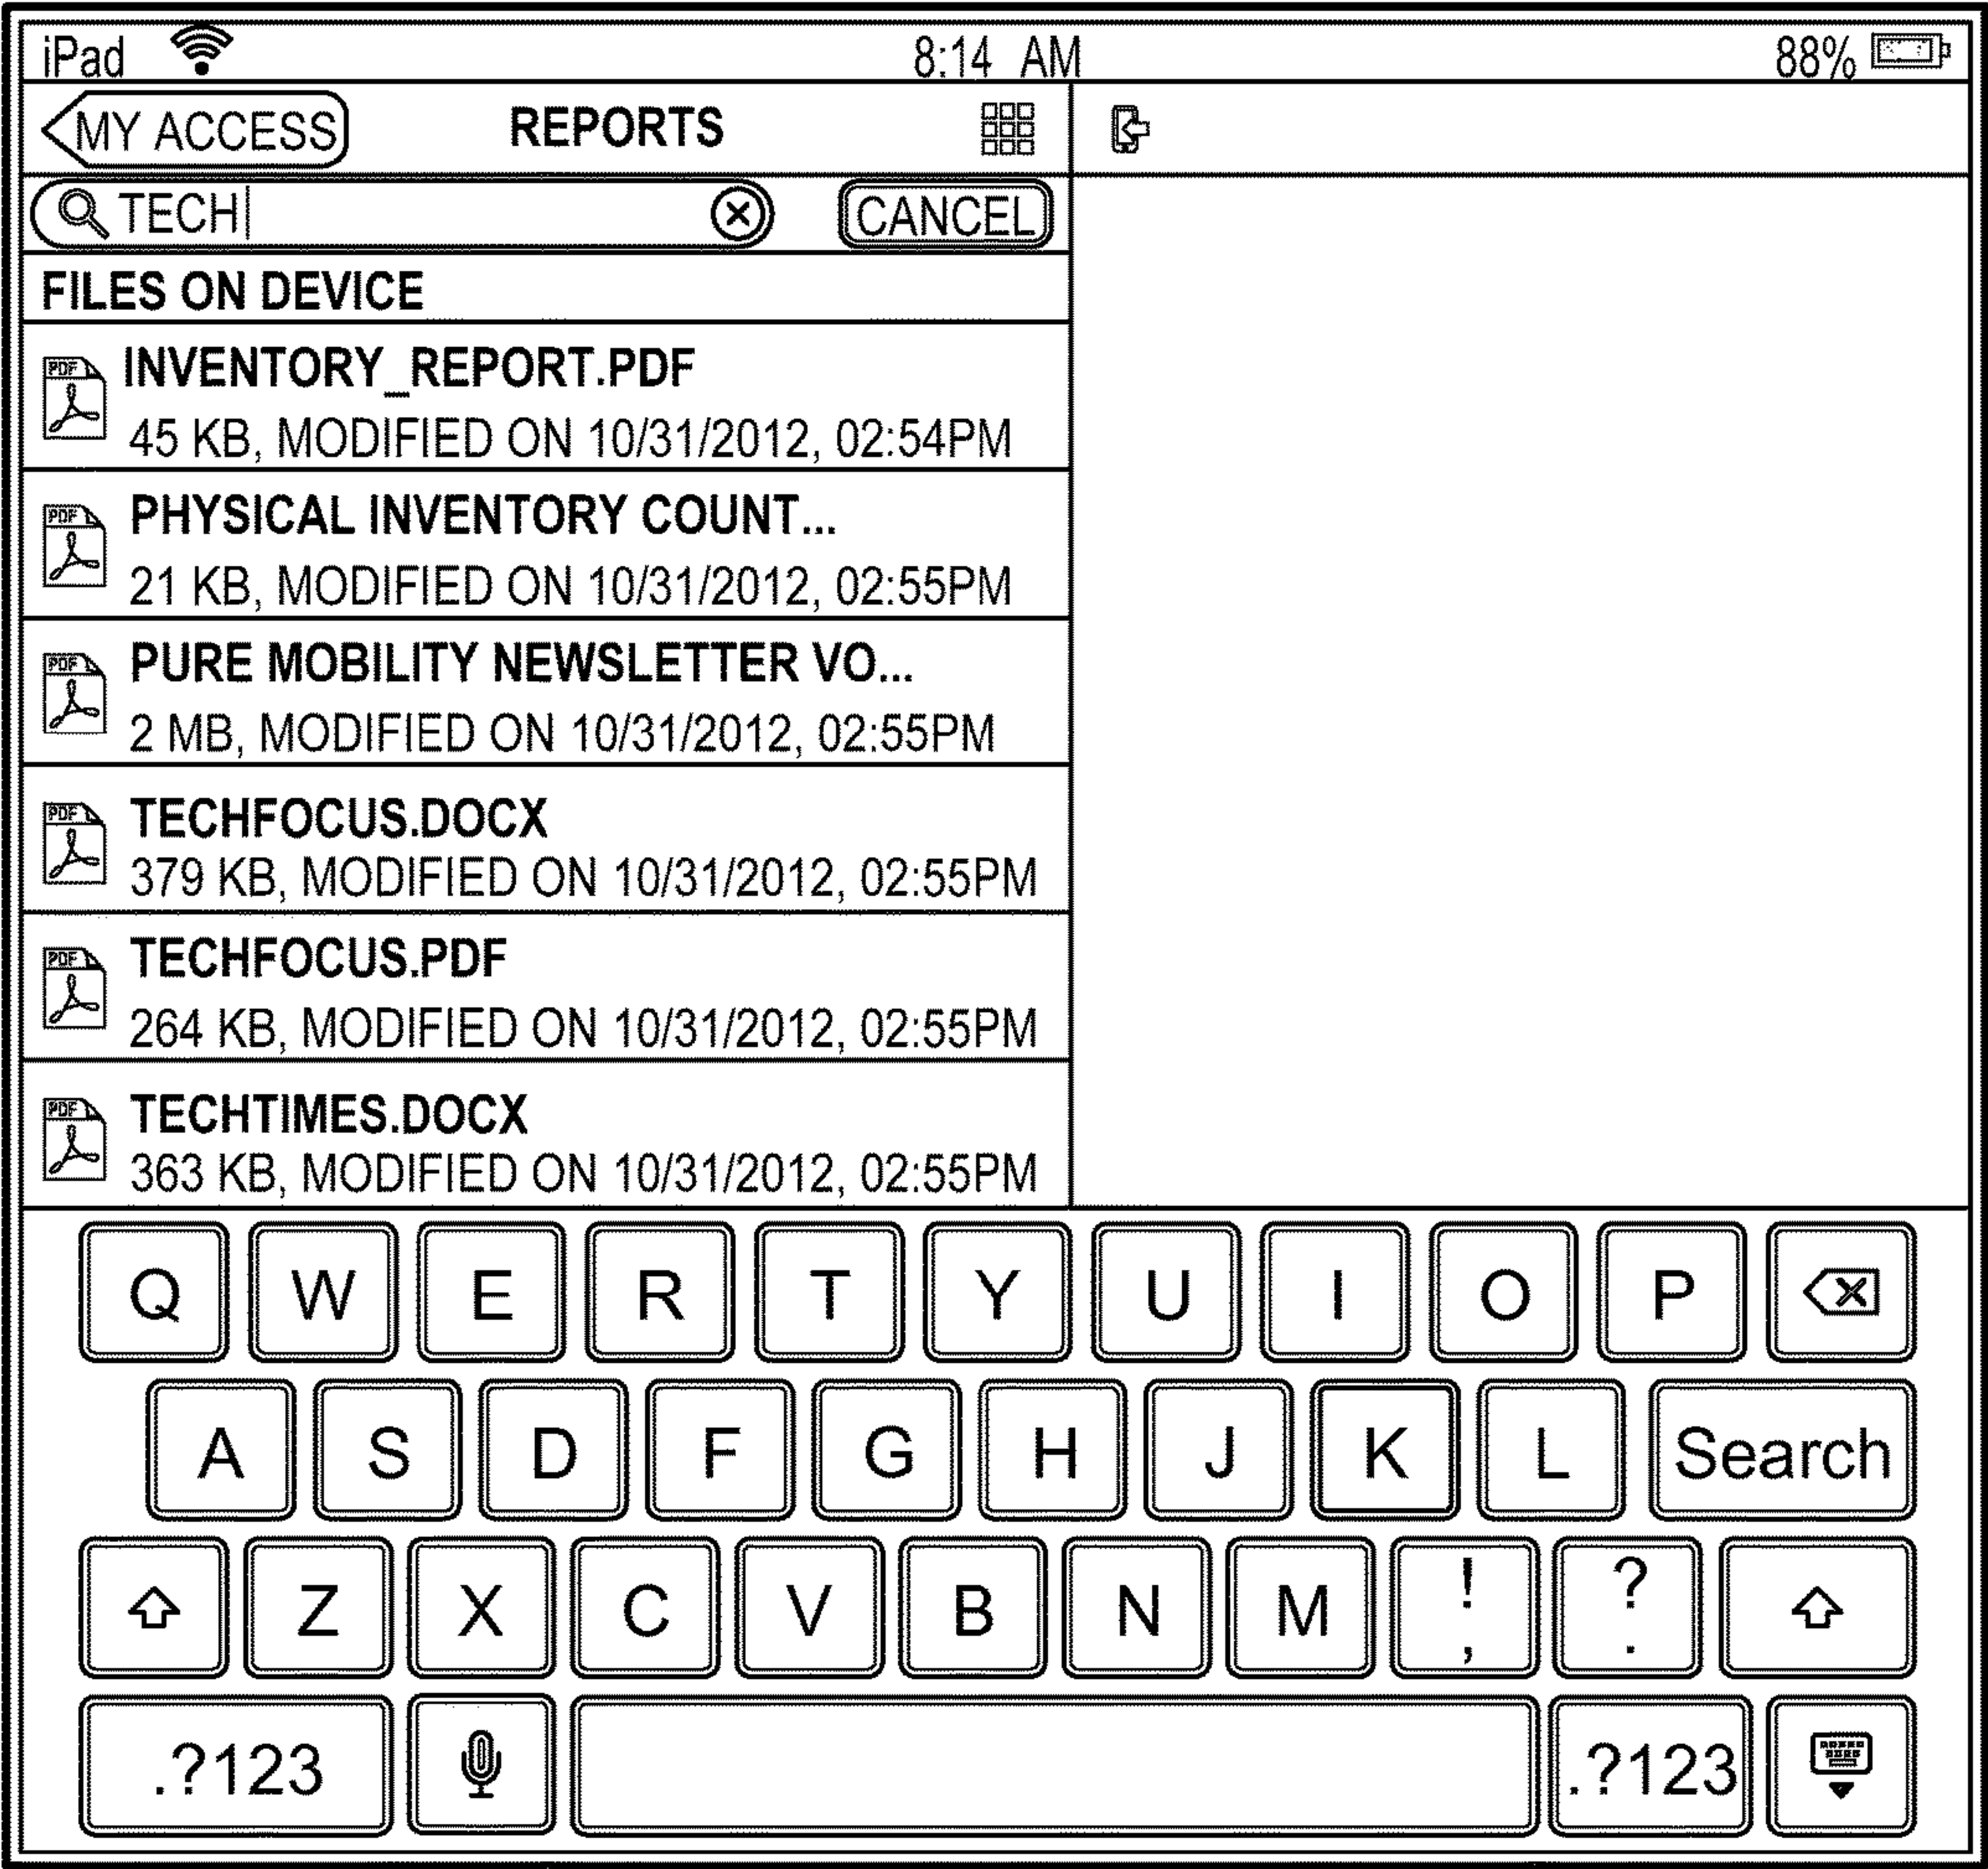 iPad 8:14 AM 88%
MY ACCESS REPORTS
TECH CANCEL
FILES ON DEVICE
PDF INVENTORY_REPORT.PDF
45 KB, MODIFIED ON 10/31/2012, 02:54PM
PDF PHYSICAL INVENTORY COUNT...
21 KB, MODIFIED ON 10/31/2012, 02:55PM
PDF PURE MOBILITY NEWSLETTER VO...
2 MB, MODIFIED ON 10/31/2012, 02:55PM
PDF TECHFOCUS.DOCX
379 KB, MODIFIED ON 10/31/2012, 02:55PM
PDF TECHFOCUS.PDF
264 KB, MODIFIED ON 10/31/2012, 02:55PM
PDF TECHTIMES.DOCX
363 KB, MODIFIED ON 10/31/2012, 02:55PM
Q W E R T Y U I O P
A S D F G H J K L Search
Z X C V B N M ! , ? .
.?123 .?123